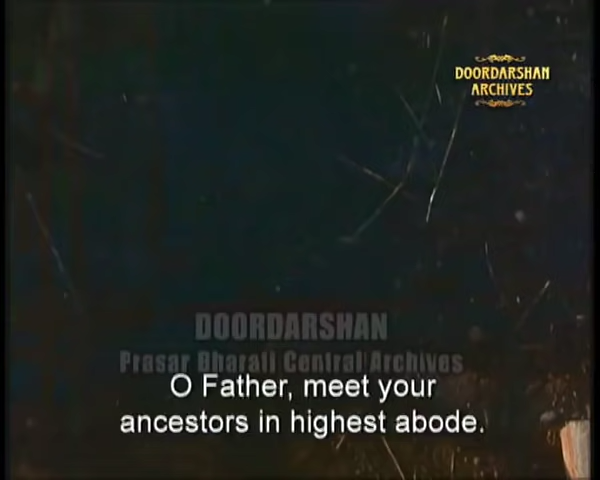 DOORDARSHAN
ARCHIVES
DOORDARSHAN
Prasar Bharati Central Archives
O Father, meet your
ancestors in highest abode.